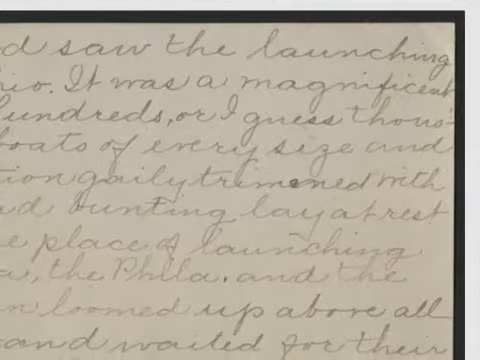 d saw the launching
hio. It was a magnificent
hundreds, or I guess thous-
boats of every size and
tion gaily trimmed with
nd bunting lay at rest
e place of launching
a, the Phila. and the
n loomed up above all
and waited for their